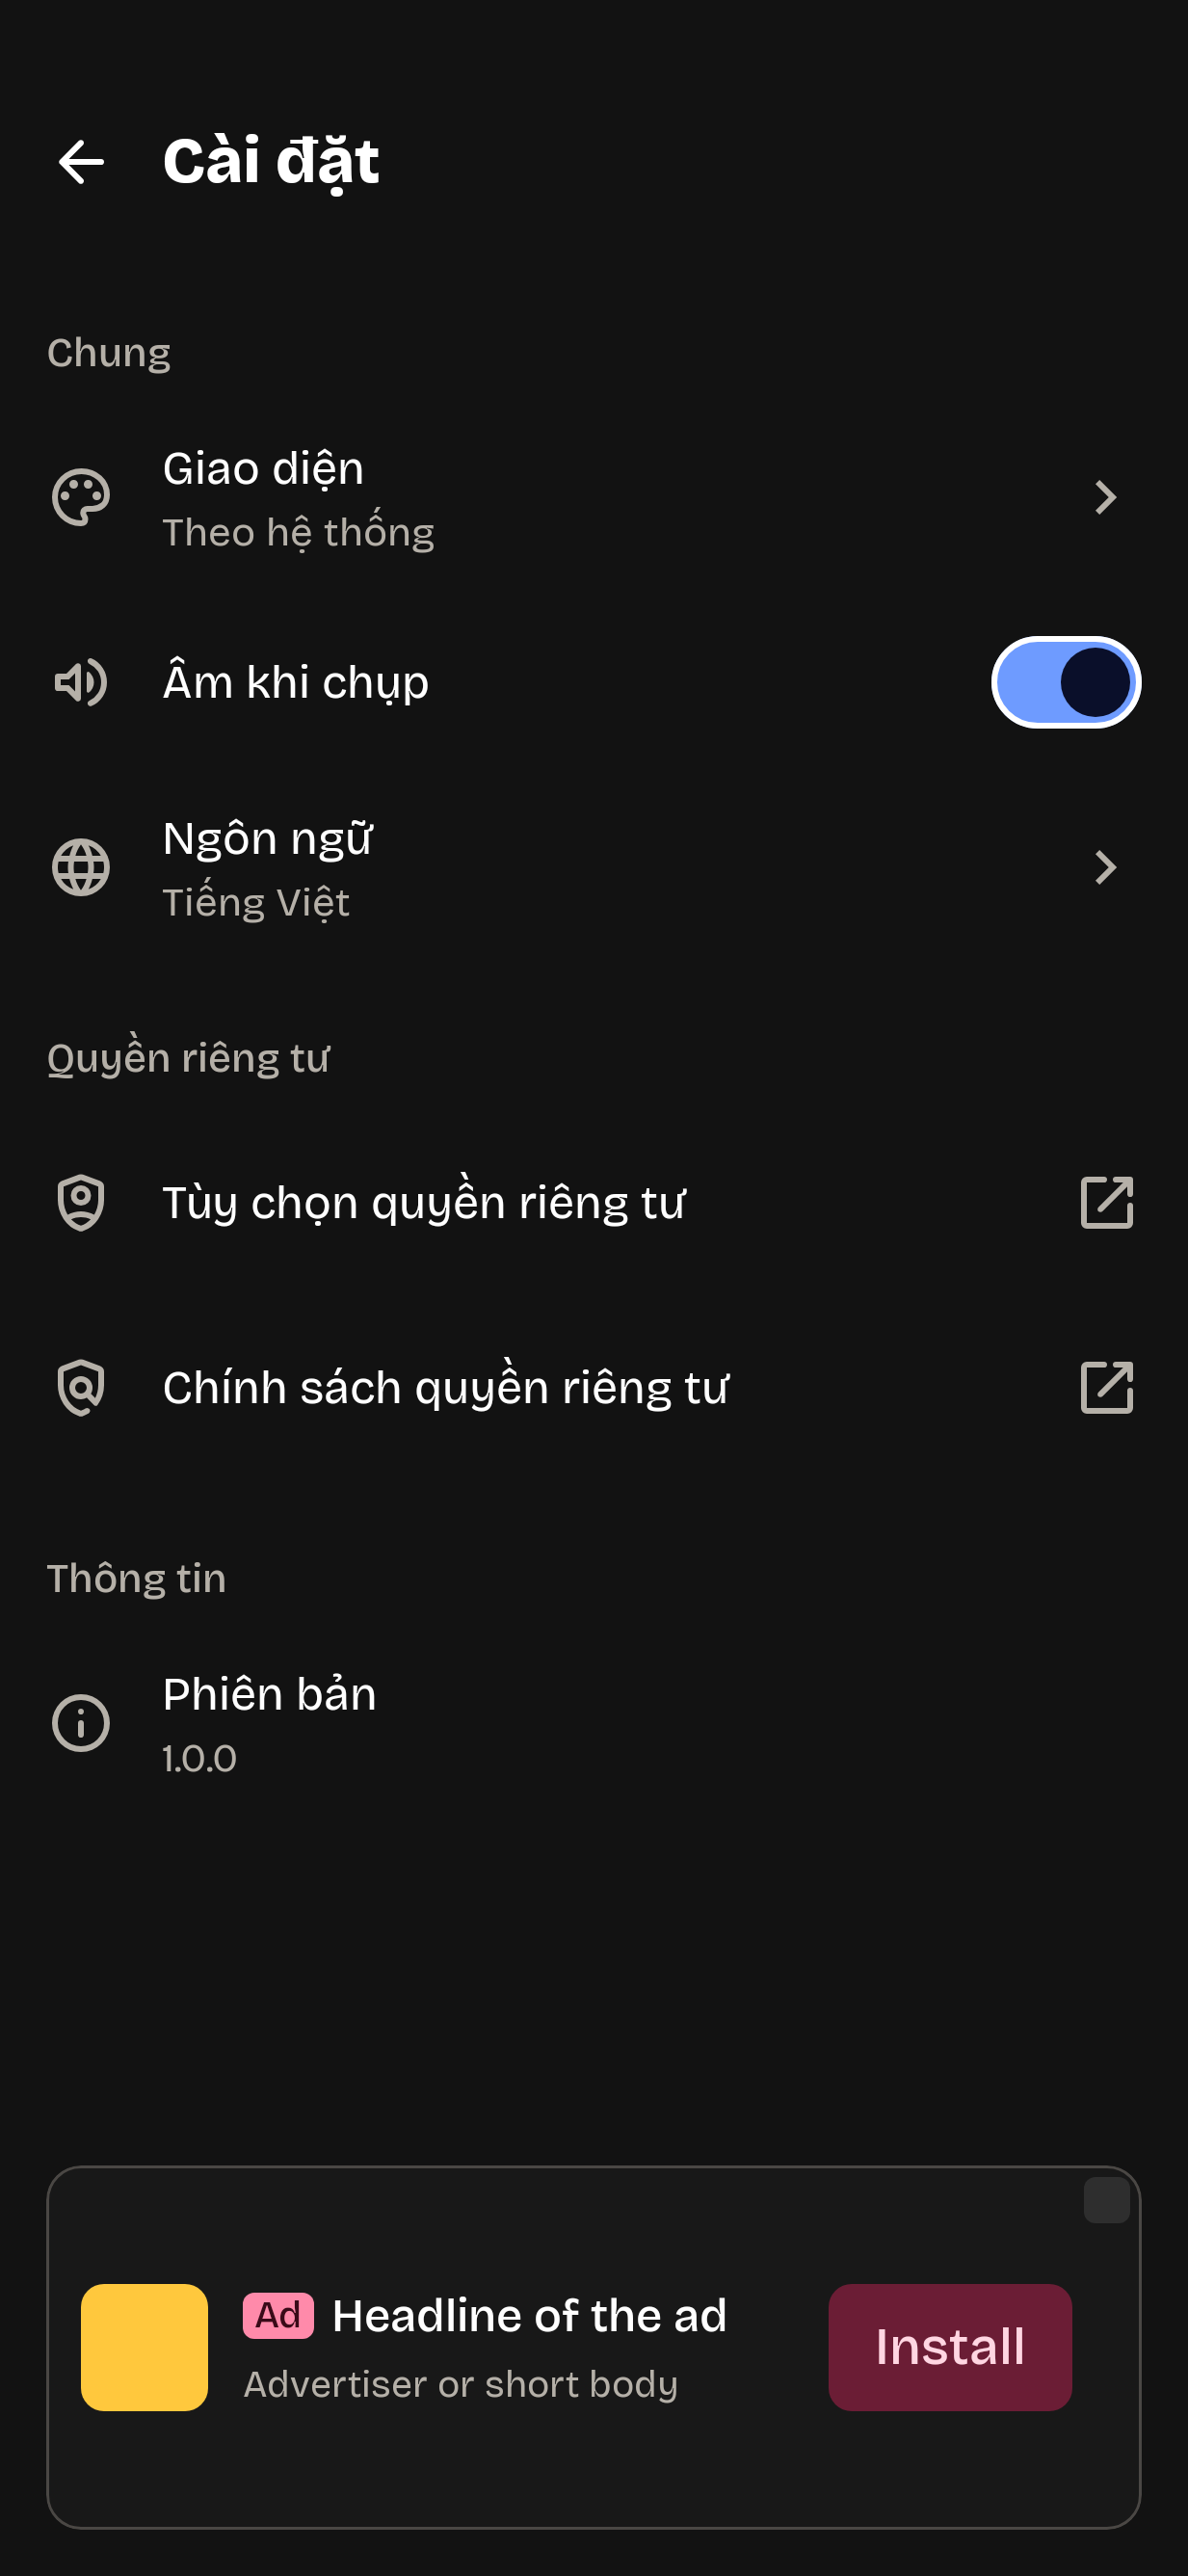 Cài đặt
Chung
Giao diện
Theo hệ thống
Âm khi chụp
Ngôn ngữ
Tiếng Việt
Quyền riêng tư
Tùy chọn quyền riêng tư
Chính sách quyền riêng tư
Thông tin
Phiên bản
1.0.0
Ad Headline of the ad
Advertiser or short body
Install